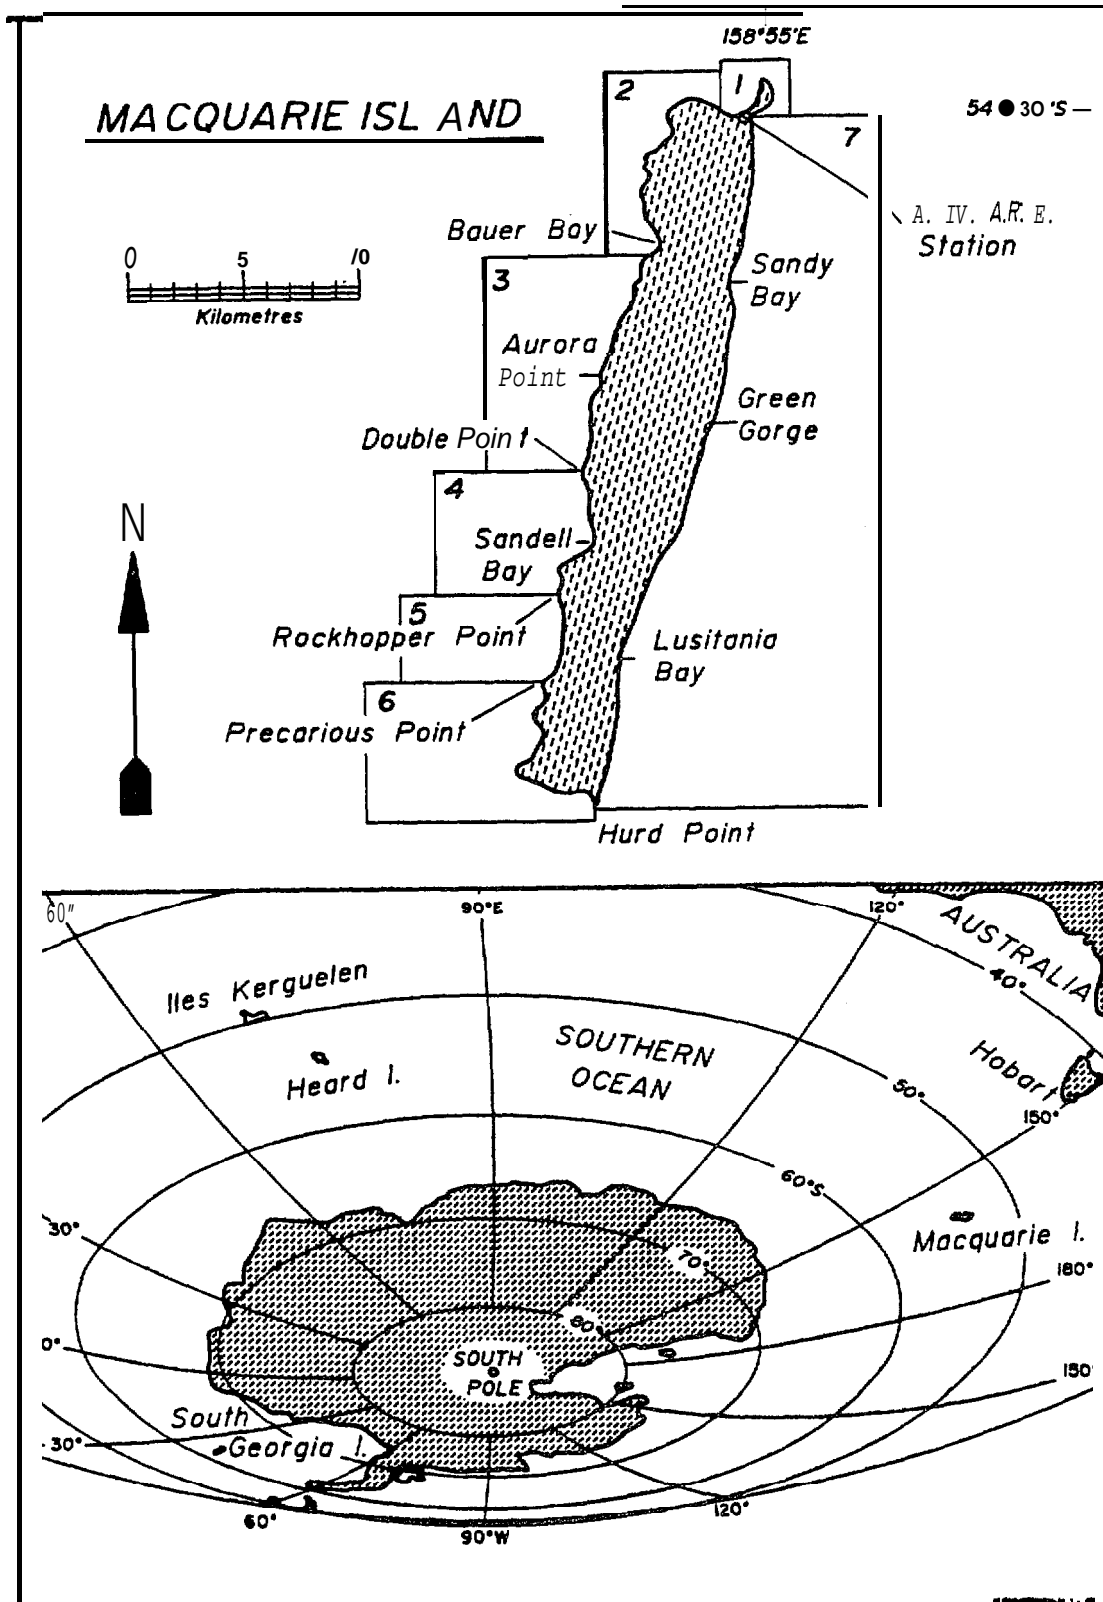 158°55'E
MACQUARIE ISLAND
54●30'S
1
2
7
A. IV. A.R. E.
Station
Bauer Bay
0 5 10
Kilometres
3
Sandy
Bay
Aurora
Point
Green
Gorge
Double Point
4
N
Sandell
Bay
5
Rockhopper Point
Lusitania
Bay
6
Precarious Point
Hurd Point
60"
90°E
120°
AUSTRALIA
40°
Iles Kerguelen
SOUTHERN
OCEAN
Heard I.
Hobart
50°
150°
60°S
30°
Macquarie I.
70°
180°
80°
0°
SOUTH
POLE
150
South
Georgia I.
30°
60°
90°W
120°